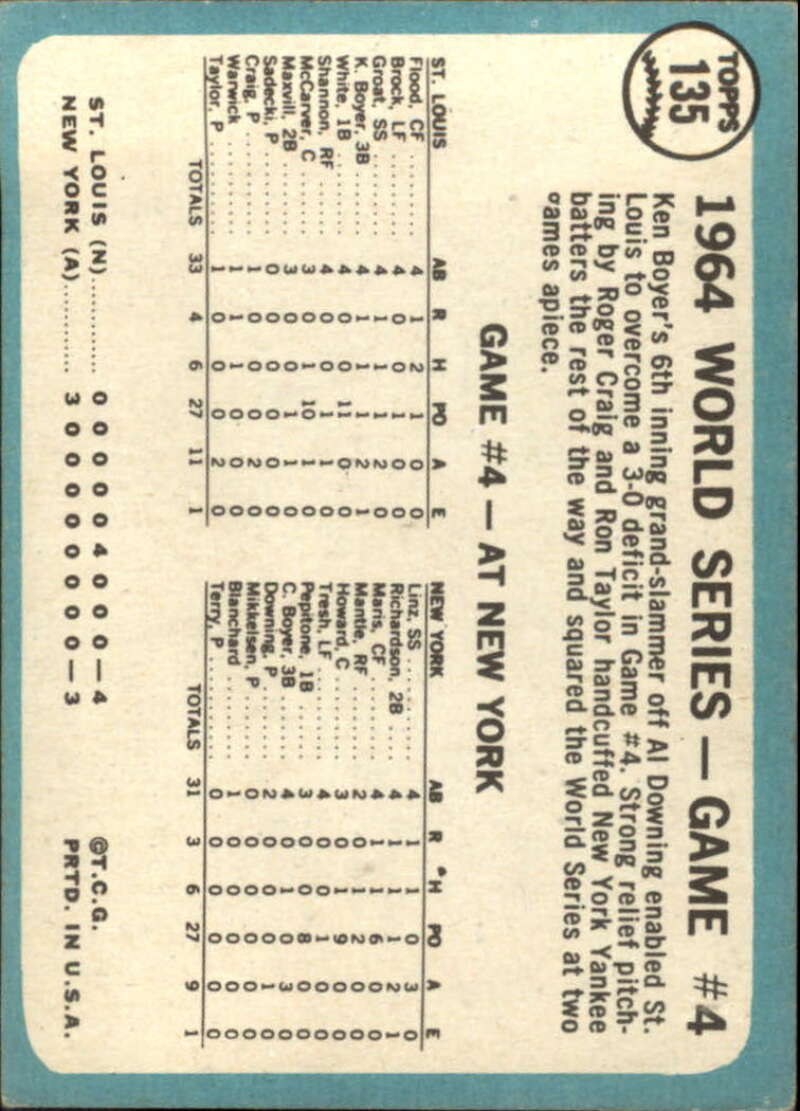 TOPPS
135
1964 WORLD SERIES — GAME #4
Ken Boyer's 6th inning grand-slammer off Al Downing enabled St.
Louis to overcome a 3-0 deficit in Game #4. Strong relief pitch-
ing by Roger Craig and Ron Taylor handcuffed New York Yankee
batters the rest of the way and squared the World Series at two
games apiece.
GAME #4 — AT NEW YORK
ST. LOUIS AB R H PO A E
Flood, CF ........ 4 1 2 1 0 0
Brock, LF ........ 4 0 0 1 0 0
Groat, SS ........ 4 1 1 1 2 0
K. Boyer, 3B ..... 4 1 1 1 2 1
White, 1B ........ 4 0 0 11 0 0
Shannon, RF ...... 4 0 0 1 1 0
McCarver, C ...... 3 0 1 10 1 0
Maxvill, 2B ...... 3 0 0 1 1 0
Sadecki, P ....... 0 0 0 0 0 0
Craig, P ......... 1 0 0 0 2 0
Warwick .......... 1 1 1 0 0 0
Taylor, P ........ 1 0 0 0 2 0
TOTALS 33 4 6 27 11 1
NEW YORK AB R H PO A E
Linz, SS ......... 4 1 1 0 3 0
Richardson, 2B ... 4 1 1 1 2 1
Maris, CF ........ 4 1 1 6 0 0
Mantle, RF ....... 2 0 1 2 0 0
Howard, C ........ 3 0 1 9 0 0
Tresh, LF ........ 4 0 0 1 0 0
Pepitone, 1B ..... 3 0 0 8 0 0
C. Boyer, 3B ..... 4 0 1 0 3 0
Downing, P ....... 2 0 0 0 1 0
Mikkelsen, P ..... 0 0 0 0 0 0
Blanchard ........ 1 0 0 0 0 0
Terry, P ......... 0 0 0 0 0 0
TOTALS 31 3 6 27 9 1
ST. LOUIS (N)............ 0 0 0 0 0 4 0 0 0 — 4
NEW YORK (A)............ 3 0 0 0 0 0 0 0 0 — 3
©T.C.G.
PRTD. IN U.S.A.